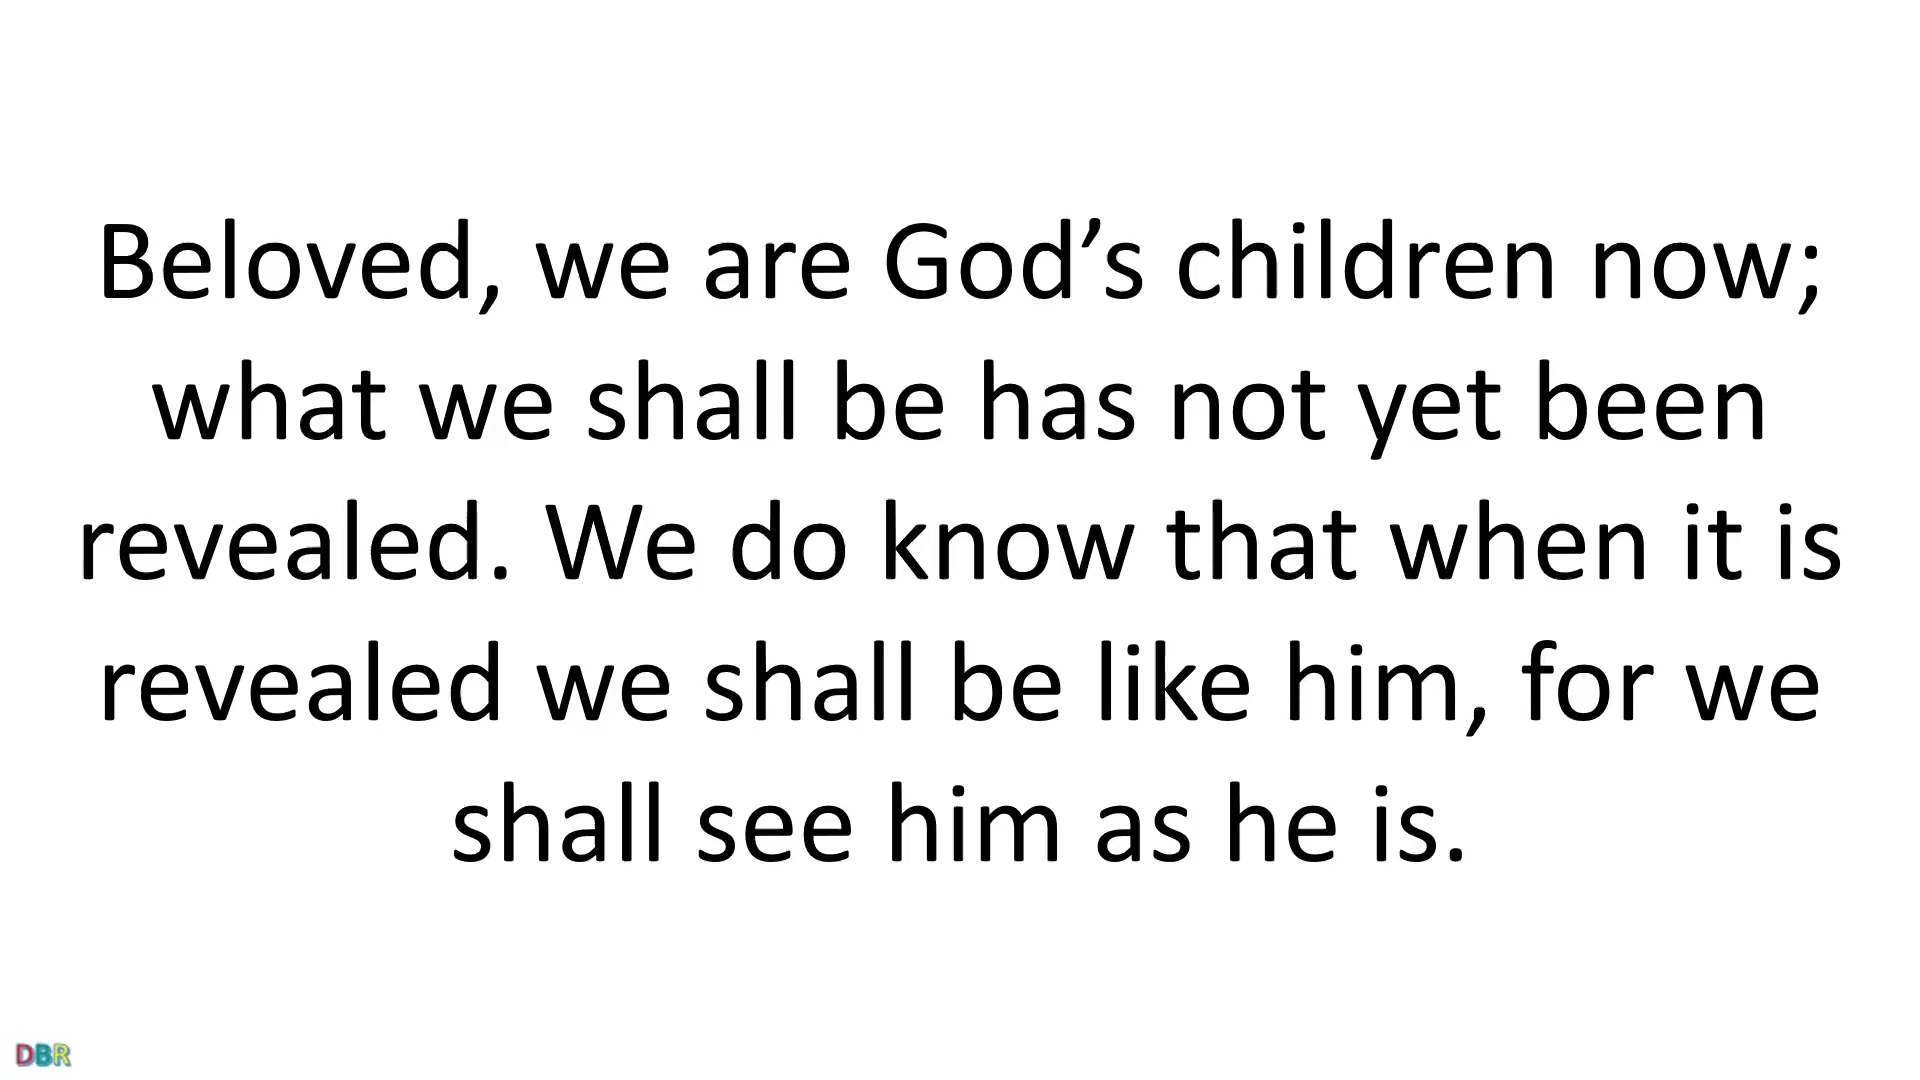 Beloved, we are God’s children now;
what we shall be has not yet been
revealed. We do know that when it is
revealed we shall be like him, for we
shall see him as he is.
DBR